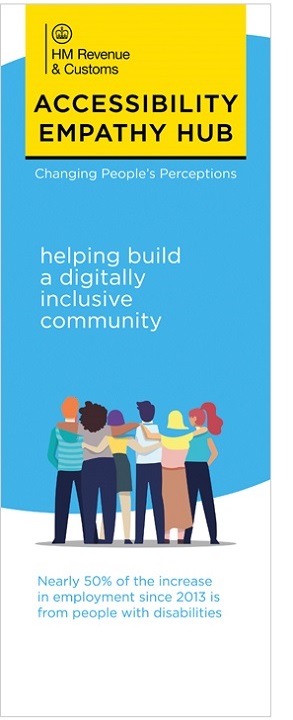 HM Revenue
& Customs
ACCESSIBILITY
EMPATHY HUB
Changing People's Perceptions
helping build
a digitally
inclusive
community
Nearly 50% of the increase
in employment since 2013 is
from people with disabilities